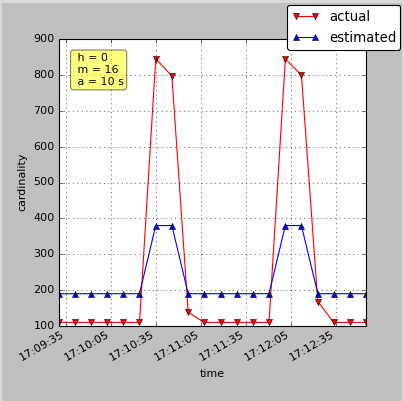 actual
estimated
900
800
700
600
500
400
300
200
100
cardinality
h = 0
m = 16
a = 10 s
17:09:35
17:10:05
17:10:35
17:11:05
17:11:35
17:12:05
17:12:35
time